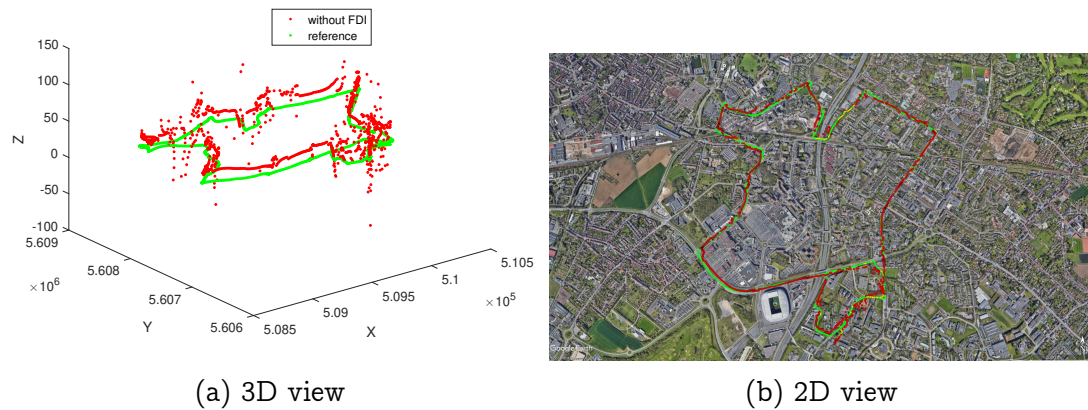 without FDI
reference
150
100
50
0
-50
-100
Z
5.609
5.608
5.607
5.606
×10⁶
Y
5.085
5.09
5.095
5.1
5.105
×10⁵
X
Google Earth
(a) 3D view
(b) 2D view